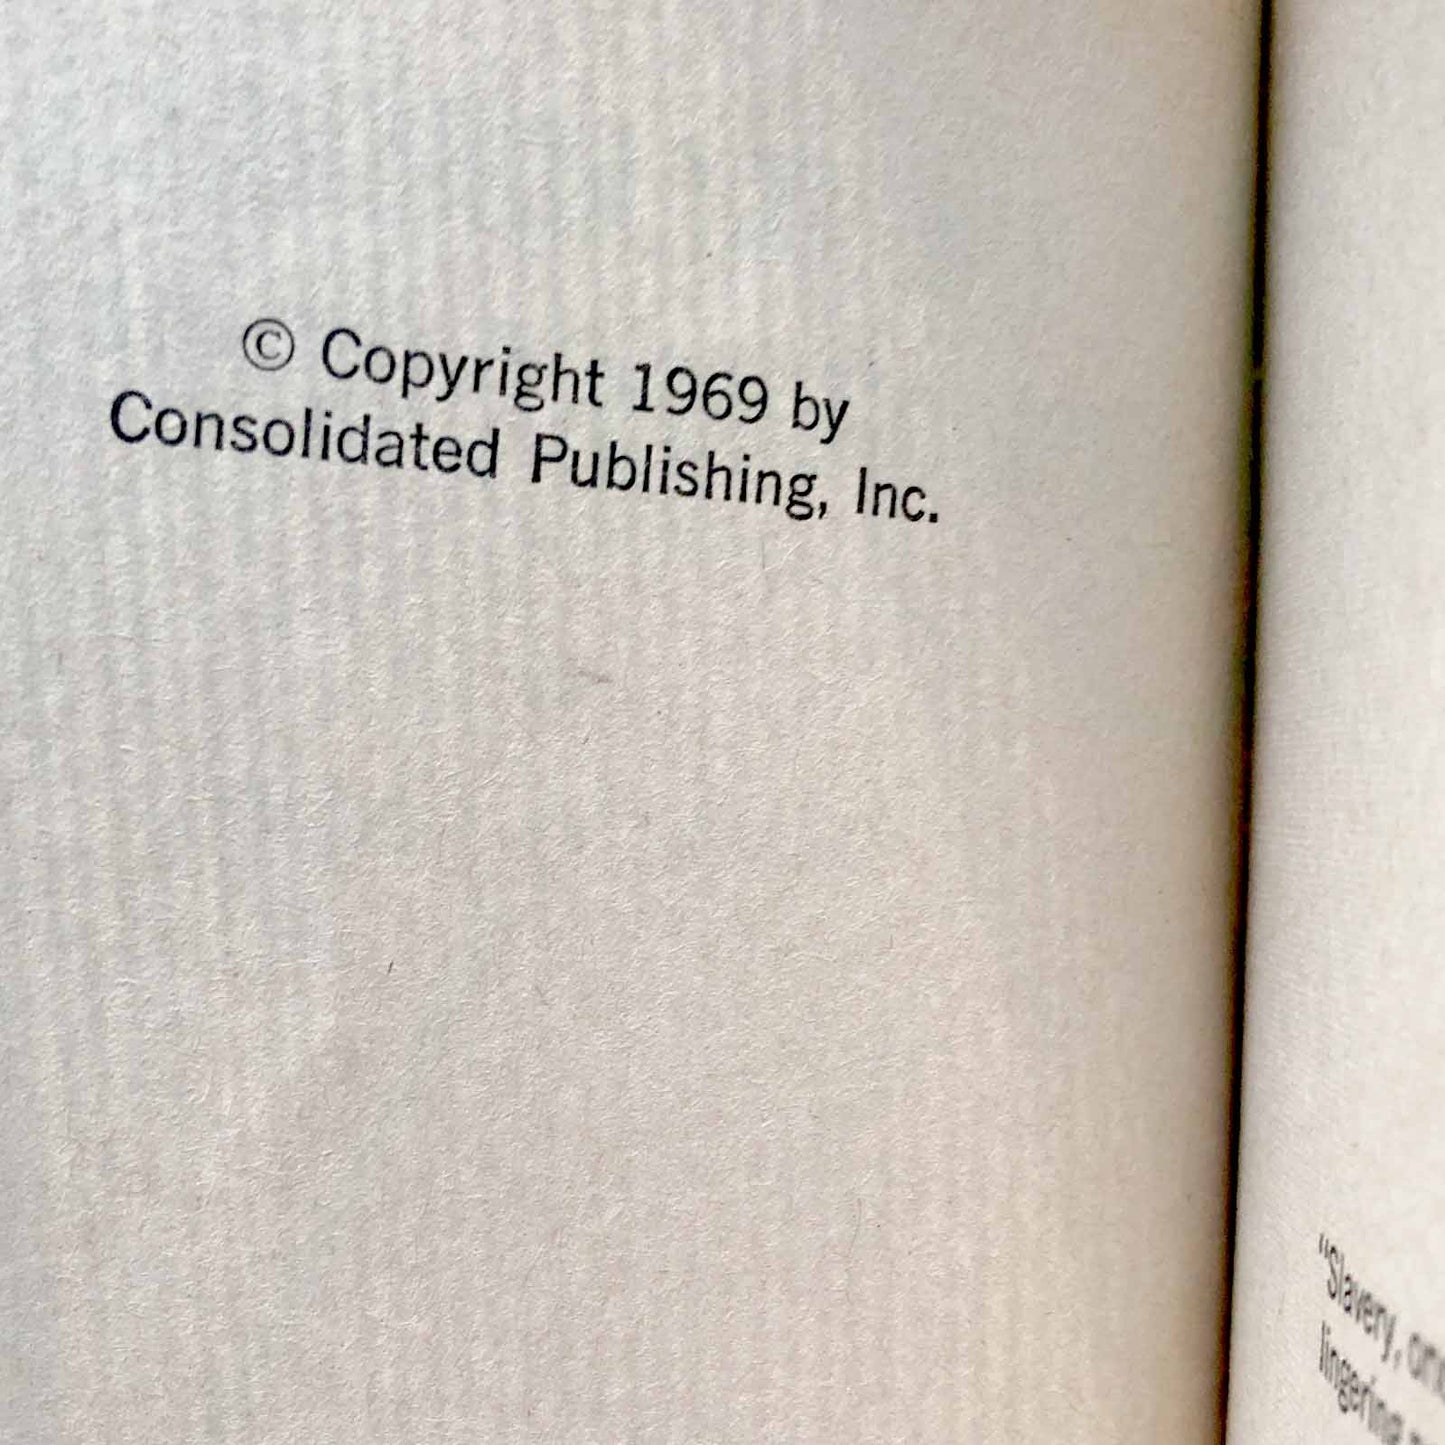 © Copyright 1969 by
Consolidated Publishing, Inc.
"Slavery,
lingering